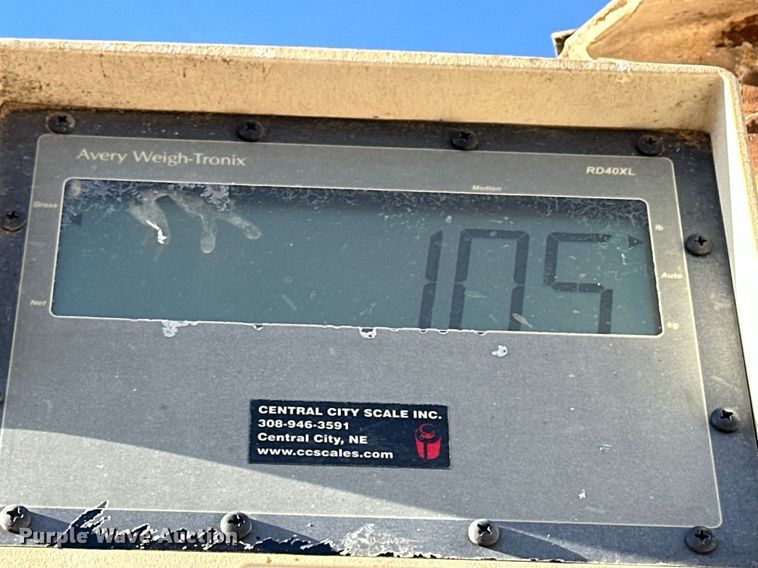 Avery Weigh-Tronix
RD40XL
Motion
Gross
lb
105
Auto
Net
kg
CENTRAL CITY SCALE INC.
308-946-3591
Central City, NE
www.ccscales.com
Purple Wave Auction